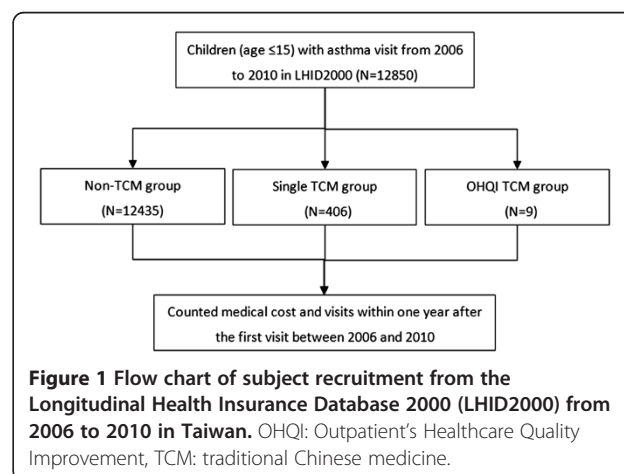 Children (age ≤15) with asthma visit from 2006
to 2010 in LHID2000 (N=12850)
Non-TCM group
(N=12435)
Single TCM group
(N=406)
OHQI TCM group
(N=9)
Counted medical cost and visits within one year after
the first visit between 2006 and 2010
Figure 1 Flow chart of subject recruitment from the
Longitudinal Health Insurance Database 2000 (LHID2000) from
2006 to 2010 in Taiwan. OHQI: Outpatient's Healthcare Quality
Improvement, TCM: traditional Chinese medicine.